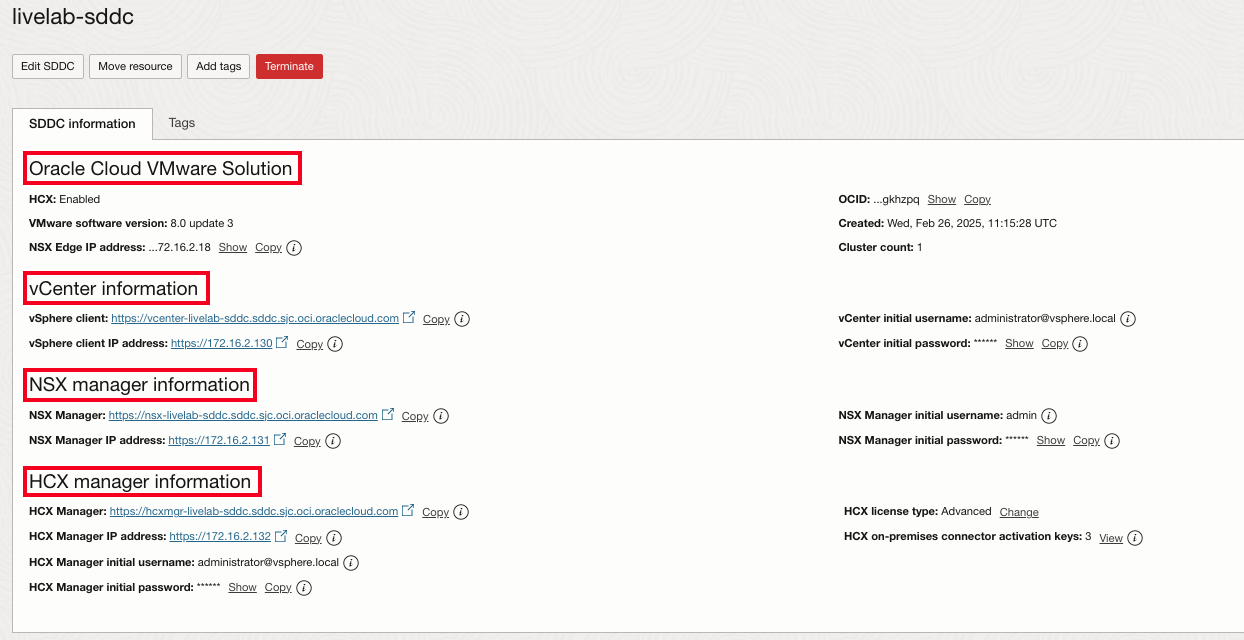 livelab-sddc
Edit SDDC Move resource Add tags Terminate
SDDC information Tags
Oracle Cloud VMware Solution
HCX: Enabled
OCID: ...gkhzpq Show Copy
VMware software version: 8.0 update 3
Created: Wed, Feb 26, 2025, 11:15:28 UTC
NSX Edge IP address: ...72.16.2.18 Show Copy i
Cluster count: 1
vCenter information
vSphere client: https://vcenter-livelab-sddc.sddc.sjc.oci.oraclecloud.com Copy i
vCenter initial username: administrator@vsphere.local i
vSphere client IP address: https://172.16.2.130 Copy i
vCenter initial password: ****** Show Copy i
NSX manager information
NSX Manager: https://nsx-livelab-sddc.sddc.sjc.oci.oraclecloud.com Copy i
NSX Manager initial username: admin i
NSX Manager IP address: https://172.16.2.131 Copy i
NSX Manager initial password: ****** Show Copy i
HCX manager information
HCX Manager: https://hcxmgr-livelab-sddc.sddc.sjc.oci.oraclecloud.com Copy i
HCX license type: Advanced Change
HCX Manager IP address: https://172.16.2.132 Copy i
HCX on-premises connector activation keys: 3 View i
HCX Manager initial username: administrator@vsphere.local i
HCX Manager initial password: ****** Show Copy i